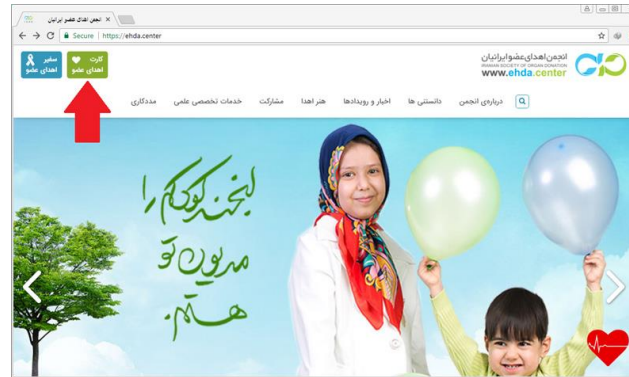 انجمن اهدای عضو ایرانیان
Secure | https://ehda.center
سفیر
اهدای عضو
کارت
اهدای عضو
انجمن‌اهدای‌عضوایرانیان
IRANIAN SOCIETY OF ORGAN DONATION
www.ehda.center
درباره‌ی انجمن
دانستنی ها
اخبار و رویدادها
هنر اهدا
مشارکت
خدمات تخصصی علمی
مددکاری
لبخند کودکم را
مدیون تو
هستم.